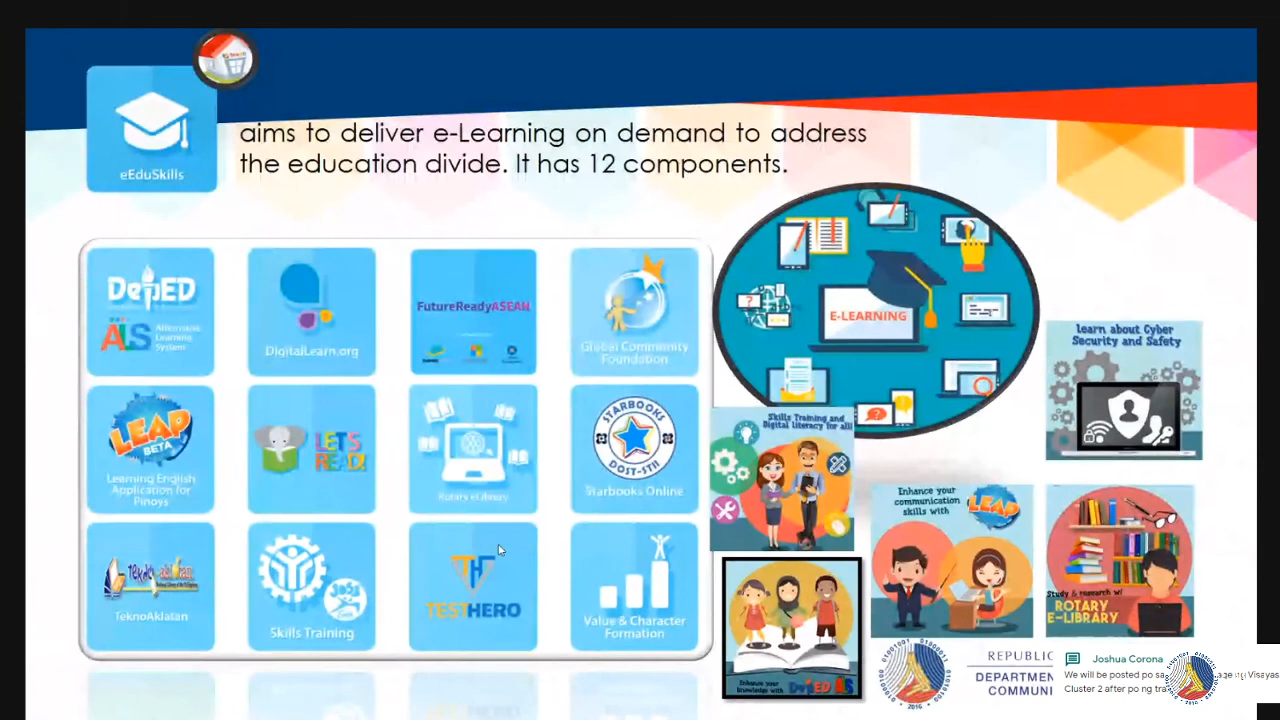 eEduSkills
aims to deliver e-Learning on demand to address
the education divide. It has 12 components.
DepED
ALS Alternative
Learning
System
DigitalLearn.org
FutureReadyASEAN
Global Community
Foundation
LEAP
BETA
Learning English
Application for
Pinoys
LET'S
READ!
Rotary eLibrary
STARBOOKS
DOST-STII
Starbooks Online
TeknoAklatan
Skills Training
THF
TESTHERO
Value & Character
Formation
E-LEARNING
Learn about Cyber
Security and Safety
Skills Training and
Digital literacy for all!
Enhance your
communication
skills with
LEAP
Study & research w/
ROTARY
E-LIBRARY
Enhance your
knowledge with DepED ALS
2016
REPUBLIC
DEPARTMEN
COMMUNI
Joshua Corona
We will be posted po sa
Visayas
Cluster 2 after po ng